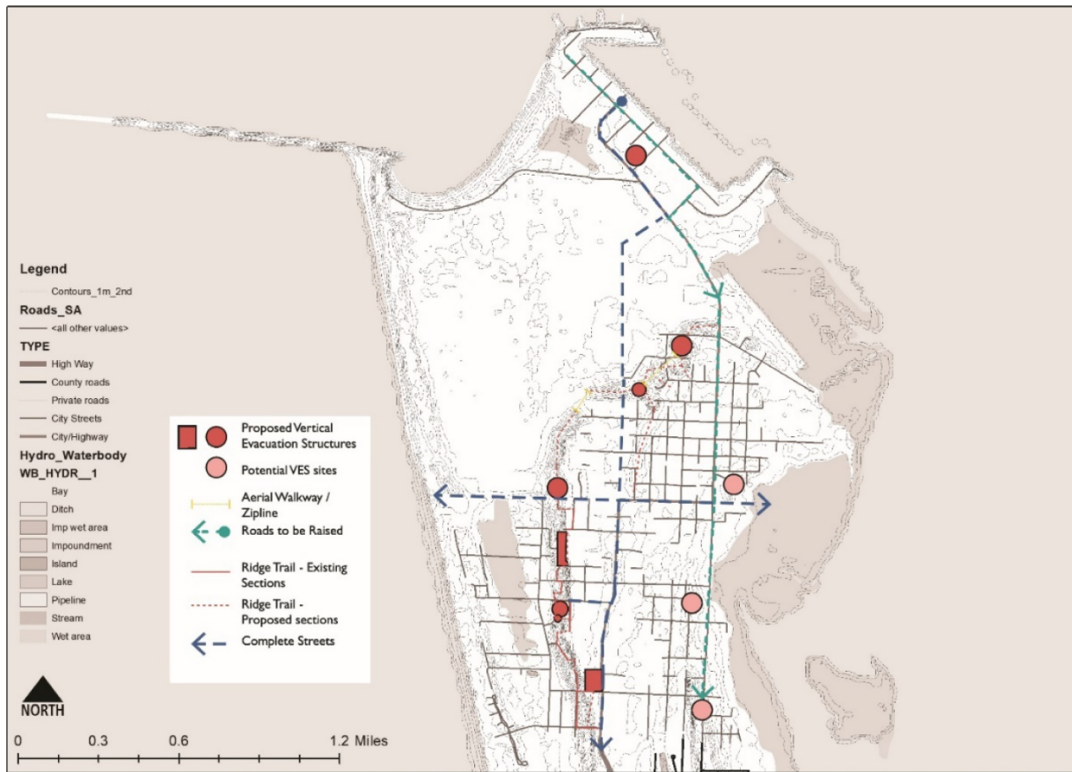 Legend
Contours_1m_2nd
Roads_SA
<all other values>
TYPE
High Way
County roads
Private roads
City Streets
City/Highway
Hydro_Waterbody
WB_HYDR__1
Bay
Ditch
Imp wet area
Impoundment
Island
Lake
Pipeline
Stream
Wet area
Proposed Vertical
Evacuation Structures
Potential VES sites
Aerial Walkway /
Zipline
Roads to be Raised
Ridge Trail - Existing
Sections
Ridge Trail -
Proposed sections
Complete Streets
NORTH
0 0.3 0.6 1.2 Miles